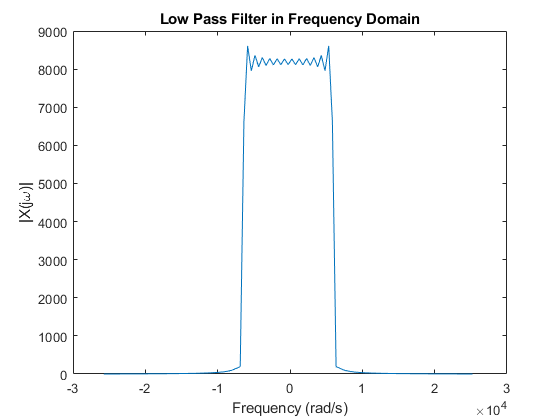 Low Pass Filter in Frequency Domain
9000
8000
7000
6000
5000
4000
3000
2000
1000
0
|X(jω)|
-3 -2 -1 0 1 2 3
Frequency (rad/s)
×10^4